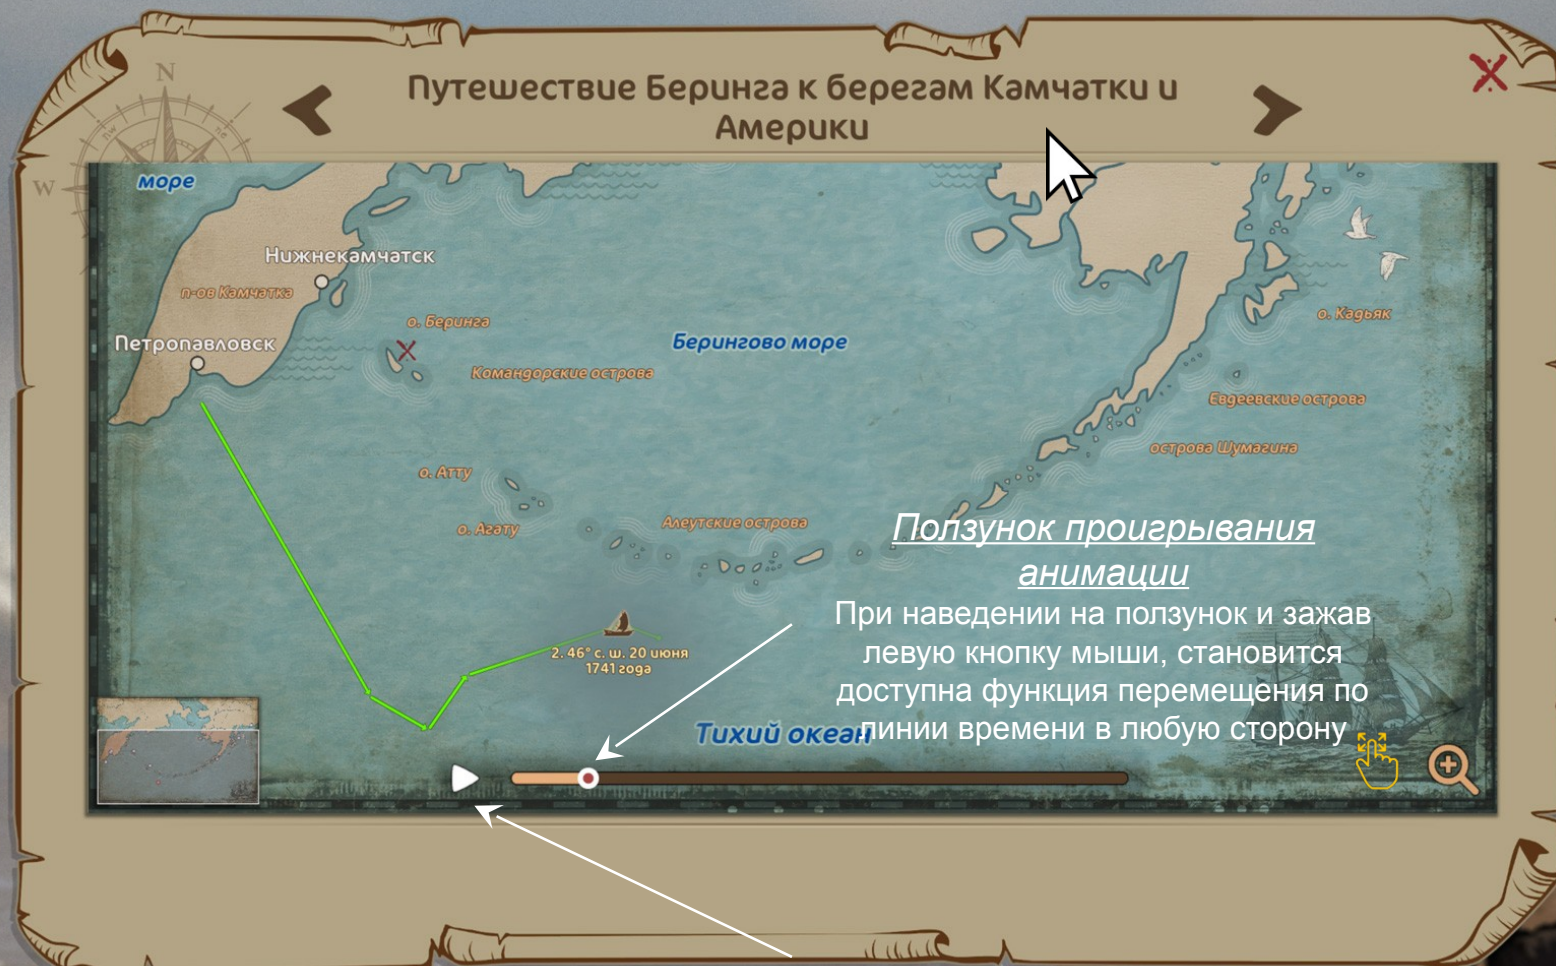 N
Путешествие Беринга к берегам Камчатки и
Америки
W
море
Нижнекамчатск
п-ов Камчатка
о. Беринга
о. Кадьяк
Петропавловск
Берингово море
Командорские острова
Евдеевские острова
острова Шумагина
о. Атту
о. Агату
Алеутские острова
Ползунок проигрывания
анимации
При наведении на ползунок и зажав
левую кнопку мыши, становится
доступна функция перемещения по
линии времени в любую сторону
2. 46° с. ш. 20 июня
1741 года
Тихий океан